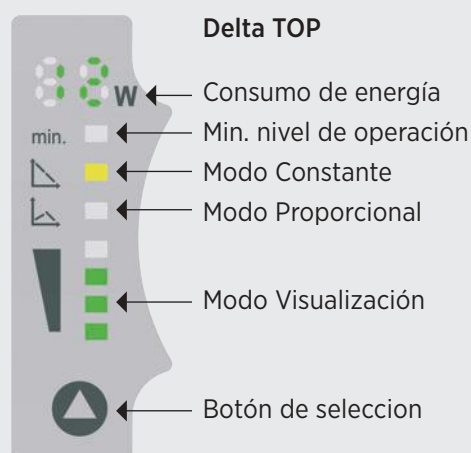 Delta TOP
12 W
Consumo de energía
min.
Min. nivel de operación
Modo Constante
Modo Proporcional
Modo Visualización
Botón de seleccion